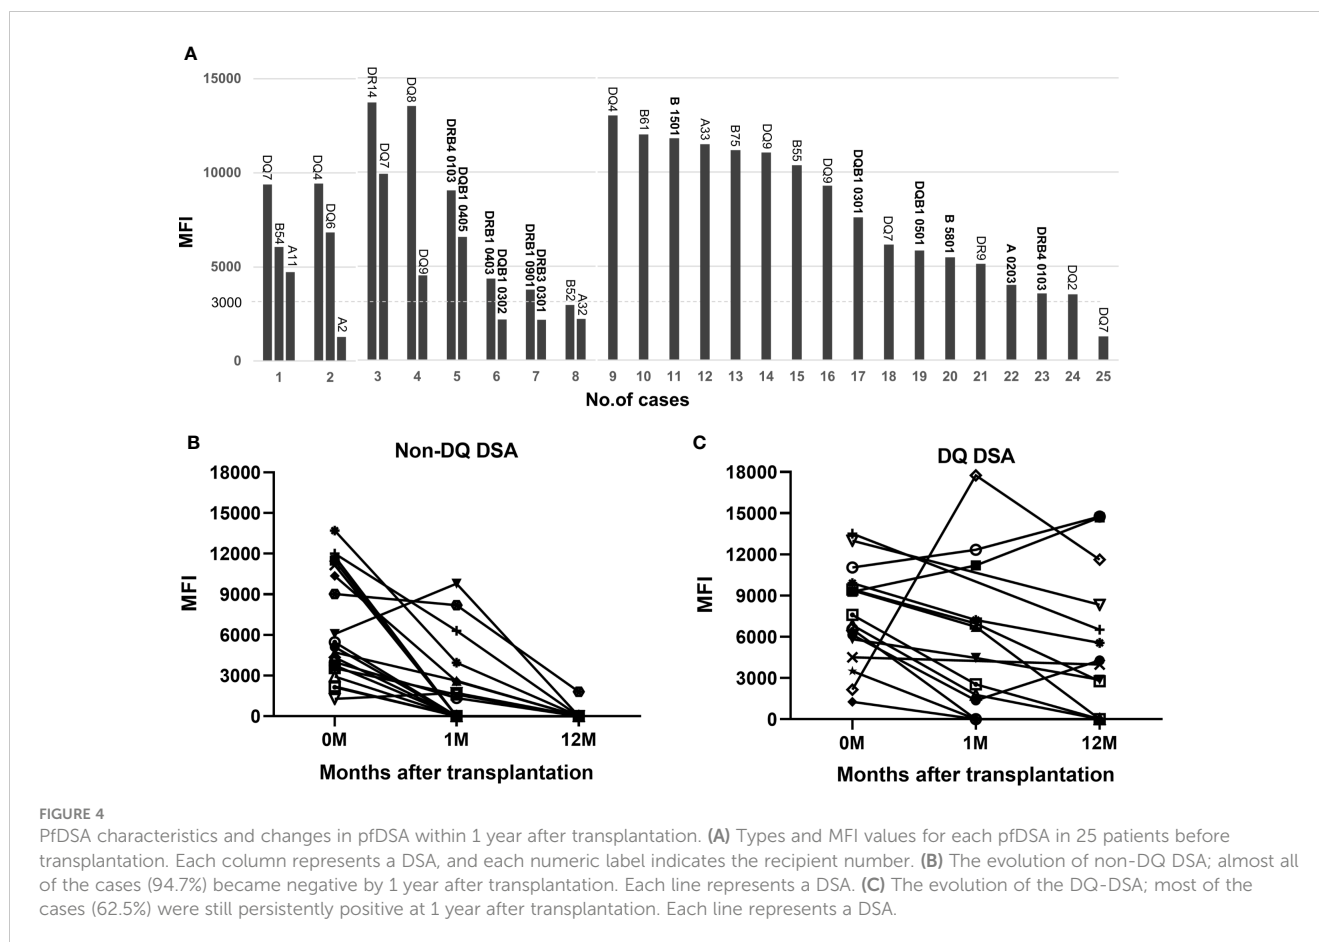 A
15000
10000
5000
3000
0
MFI
DQ7
B54
A11
DQ4
DQ6
A2
DR14
DQ7
DQ8
DQ9
DRB4 0103
DQB1 0405
DRB1 0403
DQB1 0302
DRB1 0901
DRB3 0301
B52
A32
DQ4
B61
B 1501
A33
B75
DQ9
B55
DQ9
DQB1 0301
DQ7
DQB1 0501
B 5801
DR9
A 0203
DRB4 0103
DQ2
DQ7
1 2 3 4 5 6 7 8 9 10 11 12 13 14 15 16 17 18 19 20 21 22 23 24 25
No.of cases
B
Non-DQ DSA
18000
15000
12000
9000
6000
3000
0
MFI
0M 1M 12M
Months after transplantation
C
DQ DSA
18000
15000
12000
9000
6000
3000
0
MFI
0M 1M 12M
Months after transplantation
FIGURE 4
PfDSA characteristics and changes in pfDSA within 1 year after transplantation. (A) Types and MFI values for each pfDSA in 25 patients before
transplantation. Each column represents a DSA, and each numeric label indicates the recipient number. (B) The evolution of non-DQ DSA; almost all
of the cases (94.7%) became negative by 1 year after transplantation. Each line represents a DSA. (C) The evolution of the DQ-DSA; most of the
cases (62.5%) were still persistently positive at 1 year after transplantation. Each line represents a DSA.